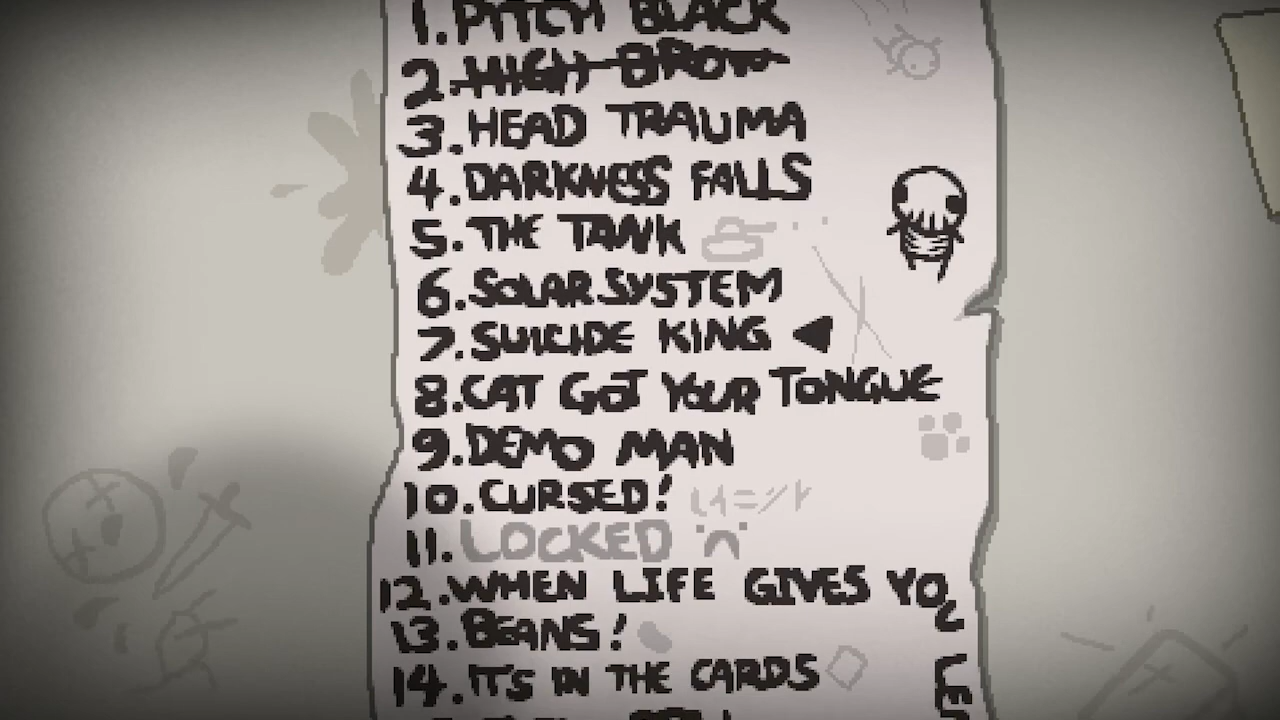 1. PITCH BLACK
2. HIGH BROW
3. HEAD TRAUMA
4. DARKNESS FALLS
5. THE TANK
6. SOLAR SYSTEM
7. SUICIDE KING
8. CAT GOT YOUR TONGUE
9. DEMO MAN
10. CURSED!
11. LOCKED
12. WHEN LIFE GIVES YOU LEM
13. BEANS!
14. IT'S IN THE CARDS